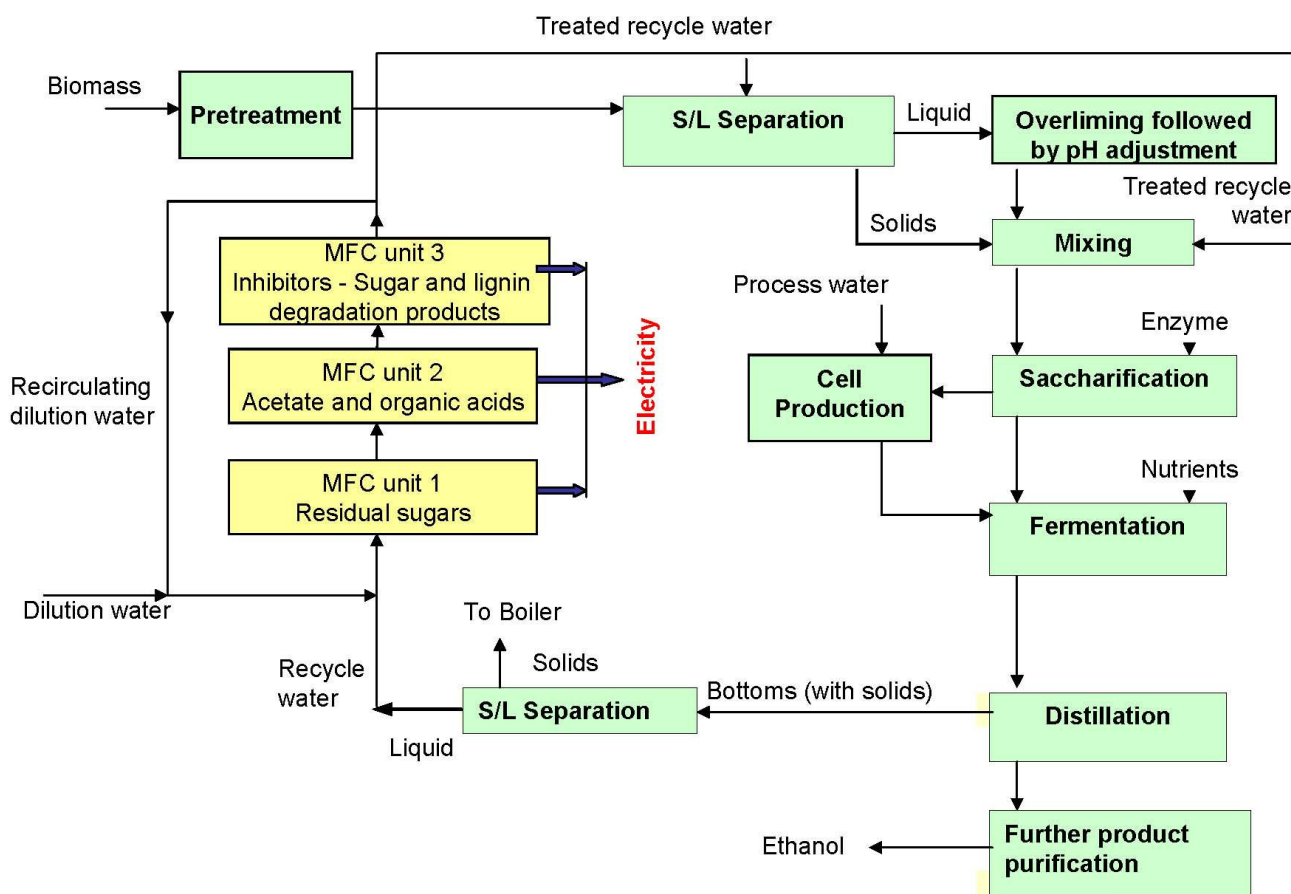 Treated recycle water
Biomass
Pretreatment
S/L Separation
Liquid
Overliming followed
by pH adjustment
Treated recycle
water
Solids
Mixing
MFC unit 3
Inhibitors - Sugar and lignin
degradation products
Process water
Enzyme
Electricity
MFC unit 2
Acetate and organic acids
Cell
Production
Saccharification
Recirculating
dilution water
MFC unit 1
Residual sugars
Nutrients
Fermentation
Dilution water
To Boiler
Solids
Recycle
water
S/L Separation
Liquid
Bottoms (with solids)
Distillation
Ethanol
Further product
purification